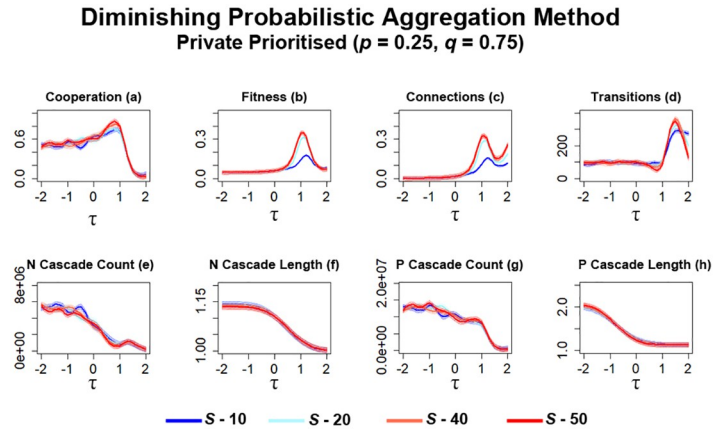 Diminishing Probabilistic Aggregation Method
Private Prioritised (p = 0.25, q = 0.75)
Cooperation (a) Fitness (b) Connections (c) Transitions (d)
0.6 0.3 0.3 200
0.0 0.0 0.0 0
-2 -1 0 1 2 -2 -1 0 1 2 -2 -1 0 1 2 -2 -1 0 1 2
τ τ τ τ
N Cascade Count (e) N Cascade Length (f) P Cascade Count (g) P Cascade Length (h)
8e+06 1.15 2.0e+07 2.0
0e+00 1.00 0.0e+00 1.0
-2 -1 0 1 2 -2 -1 0 1 2 -2 -1 0 1 2 -2 -1 0 1 2
τ τ τ τ
S - 10 S - 20 S - 40 S - 50